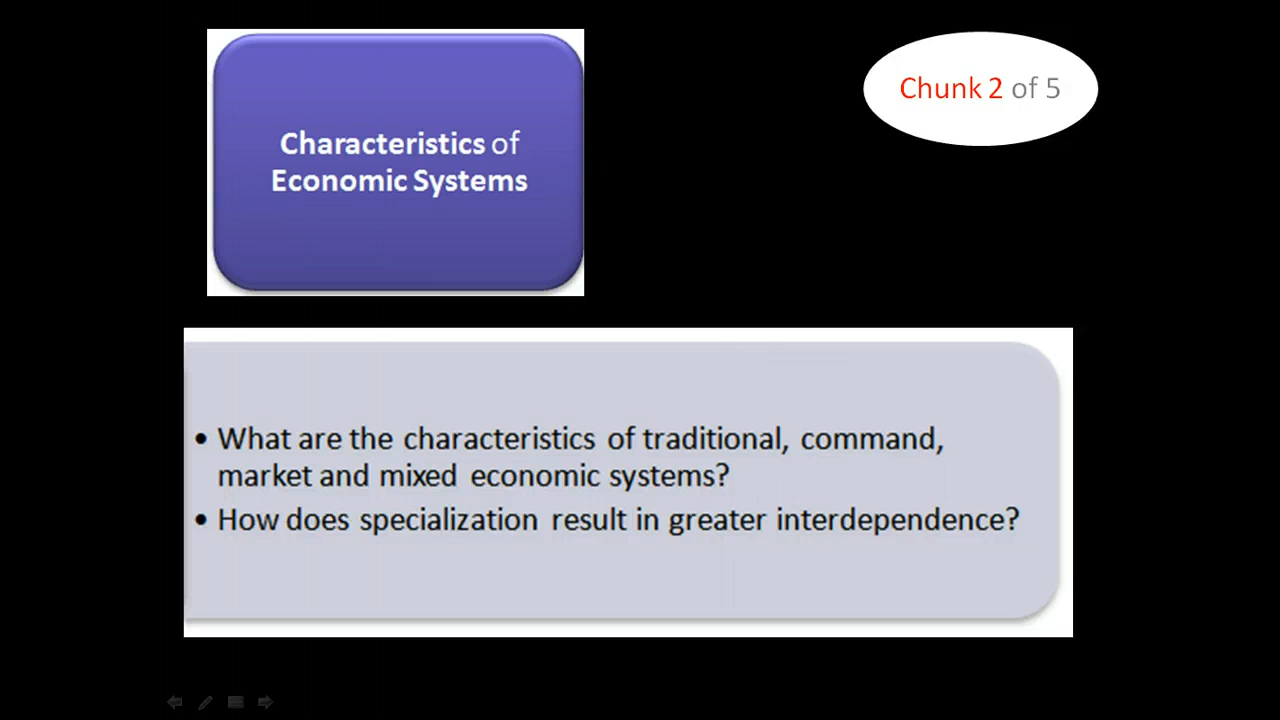 Characteristics of
Economic Systems
Chunk 2 of 5
• What are the characteristics of traditional, command,
market and mixed economic systems?
• How does specialization result in greater interdependence?